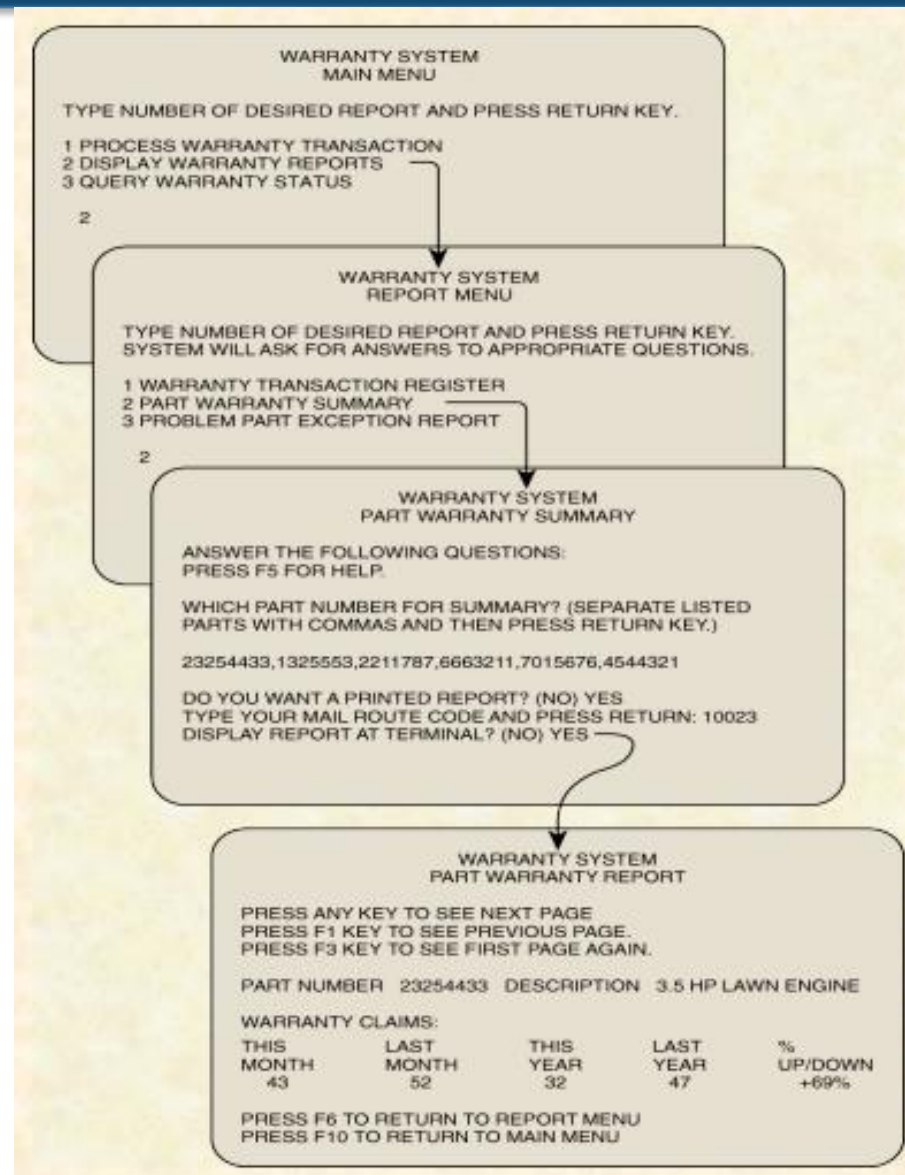 WARRANTY SYSTEM
MAIN MENU
TYPE NUMBER OF DESIRED REPORT AND PRESS RETURN KEY.
1 PROCESS WARRANTY TRANSACTION
2 DISPLAY WARRANTY REPORTS
3 QUERY WARRANTY STATUS
2
WARRANTY SYSTEM
REPORT MENU
TYPE NUMBER OF DESIRED REPORT AND PRESS RETURN KEY.
SYSTEM WILL ASK FOR ANSWERS TO APPROPRIATE QUESTIONS.
1 WARRANTY TRANSACTION REGISTER
2 PART WARRANTY SUMMARY
3 PROBLEM PART EXCEPTION REPORT
2
WARRANTY SYSTEM
PART WARRANTY SUMMARY
ANSWER THE FOLLOWING QUESTIONS:
PRESS F5 FOR HELP.
WHICH PART NUMBER FOR SUMMARY? (SEPARATE LISTED
PARTS WITH COMMAS AND THEN PRESS RETURN KEY.)
23254433,1325553,2211787,6663211,7015676,4544321
DO YOU WANT A PRINTED REPORT? (NO) YES
TYPE YOUR MAIL ROUTE CODE AND PRESS RETURN: 10023
DISPLAY REPORT AT TERMINAL? (NO) YES
WARRANTY SYSTEM
PART WARRANTY REPORT
PRESS ANY KEY TO SEE NEXT PAGE
PRESS F1 KEY TO SEE PREVIOUS PAGE.
PRESS F3 KEY TO SEE FIRST PAGE AGAIN.
PART NUMBER 23254433 DESCRIPTION 3.5 HP LAWN ENGINE
WARRANTY CLAIMS:
THIS LAST THIS LAST %
MONTH MONTH YEAR YEAR UP/DOWN
43 52 32 47 +69%
PRESS F6 TO RETURN TO REPORT MENU
PRESS F10 TO RETURN TO MAIN MENU